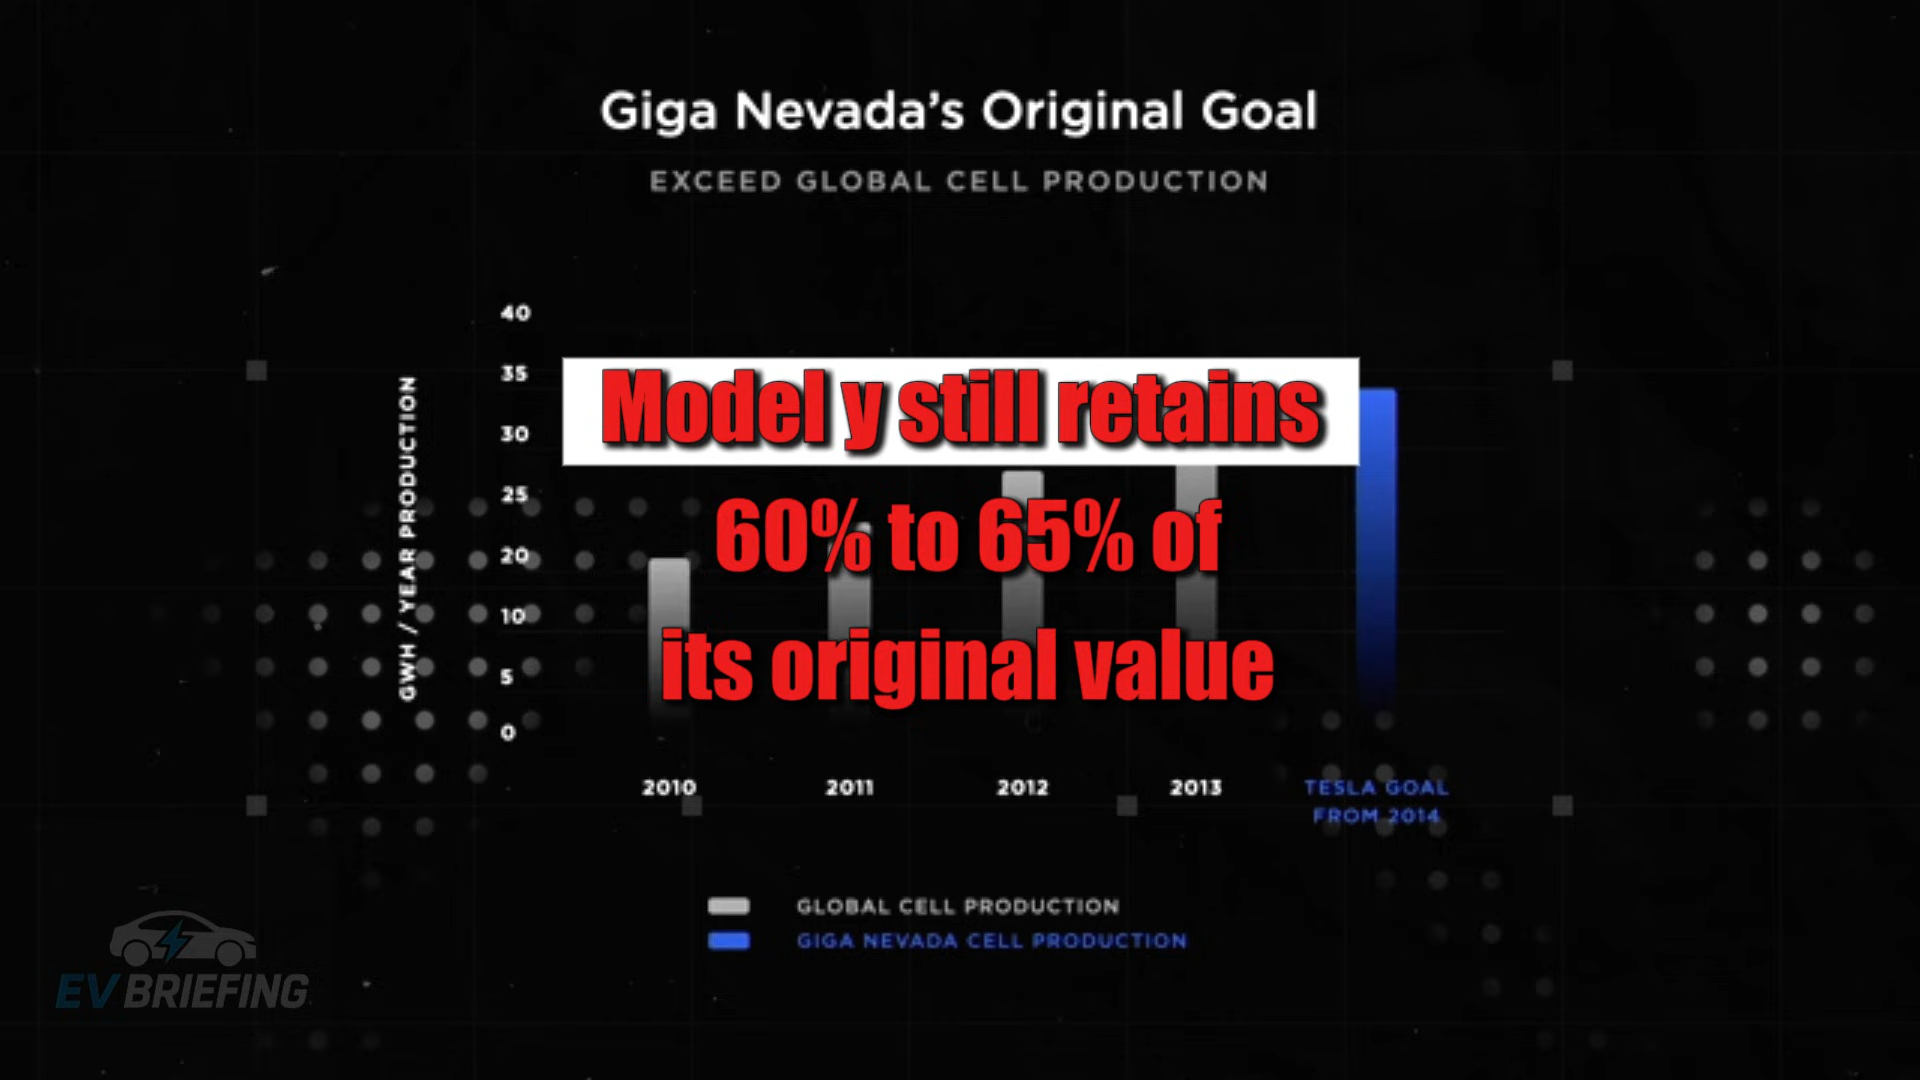 Giga Nevada's Original Goal
EXCEED GLOBAL CELL PRODUCTION
GWH / YEAR PRODUCTION
40
35
30
25
20
10
5
0
Model y still retains
60% to 65% of
its original value
2010
2011
2012
2013
TESLA GOAL
FROM 2014
GLOBAL CELL PRODUCTION
GIGA NEVADA CELL PRODUCTION
EV BRIEFING